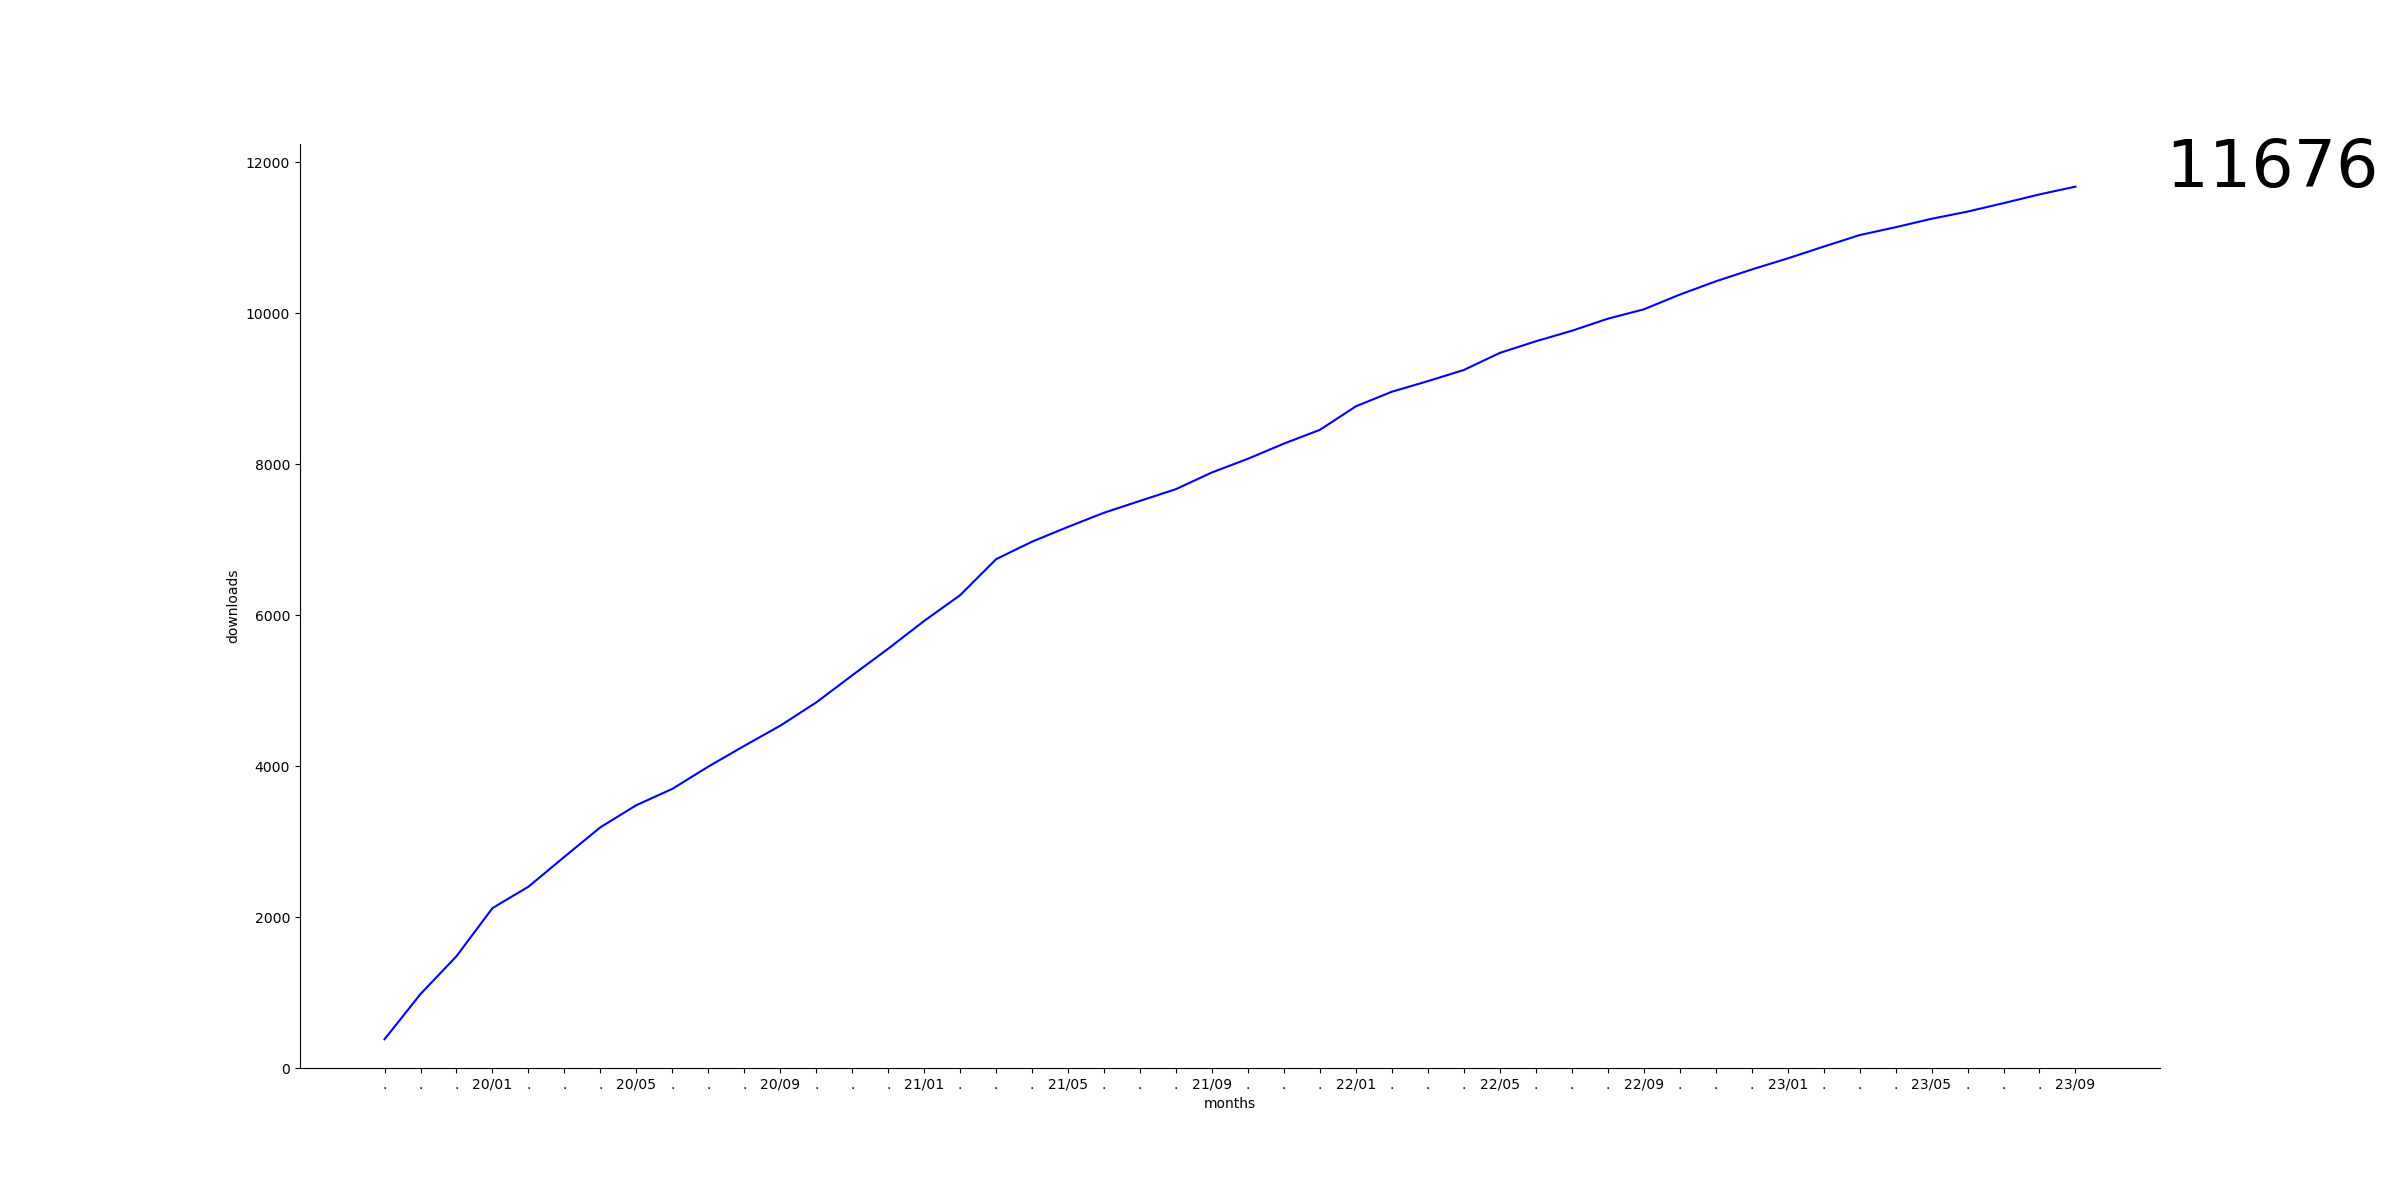 11676
12000
10000
8000
6000
4000
2000
0
downloads
. . . 20/01 . . . 20/05 . . . 20/09 . . . 21/01 . . . 21/05 . . . 21/09 . . . 22/01 . . . 22/05 . . . 22/09 . . . 23/01 . . . 23/05 . . . 23/09
months